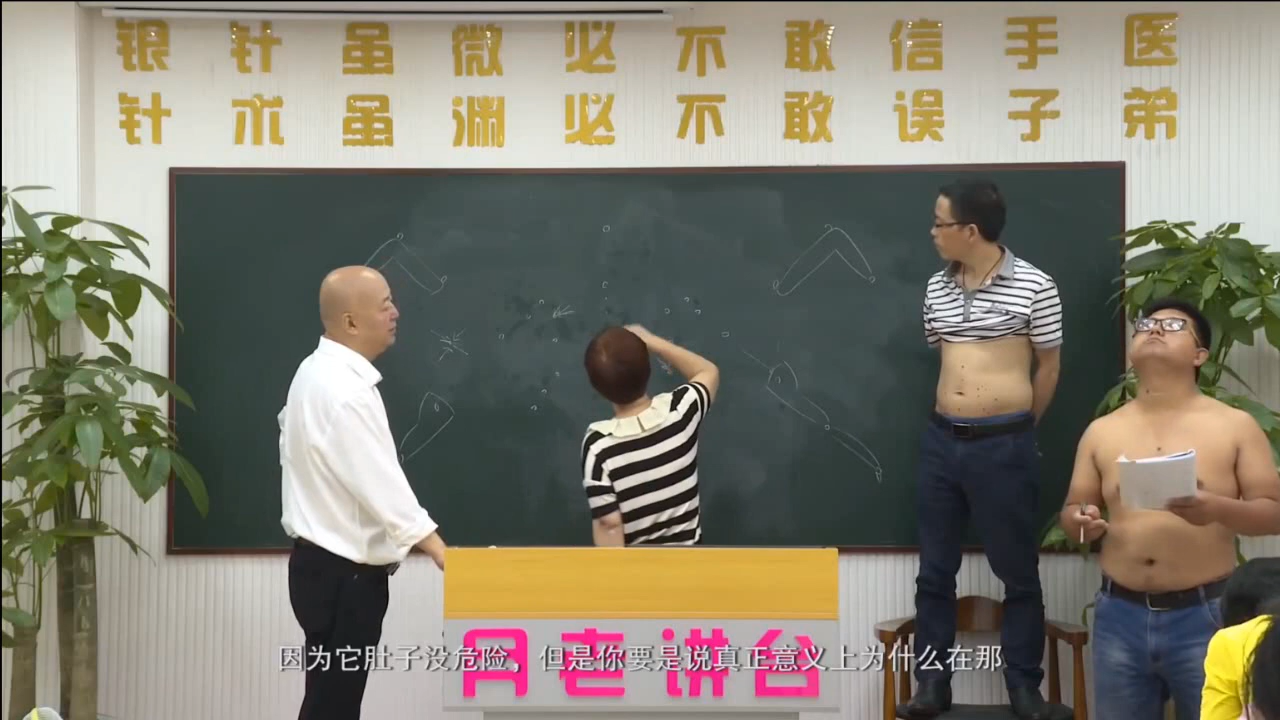 银针虽微必不敢信手医
针术虽渊必不敢误子弟
月老讲台
因为它肚子没危险，但是你要是说真正意义上为什么在那